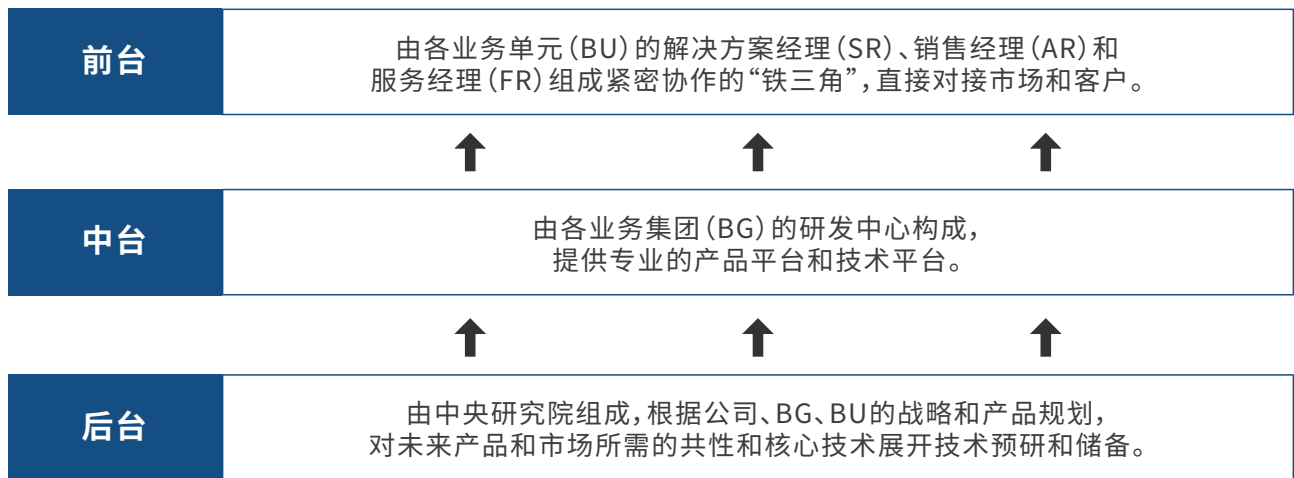 前台
由各业务单元（BU）的解决方案经理（SR）、销售经理（AR）和
服务经理（FR）组成紧密协作的“铁三角”，直接对接市场和客户。
中台
由各业务集团（BG）的研发中心构成，
提供专业的产品平台和技术平台。
后台
由中央研究院组成，根据公司、BG、BU的战略和产品规划，
对未来产品和市场所需的共性和核心技术展开技术预研和储备。